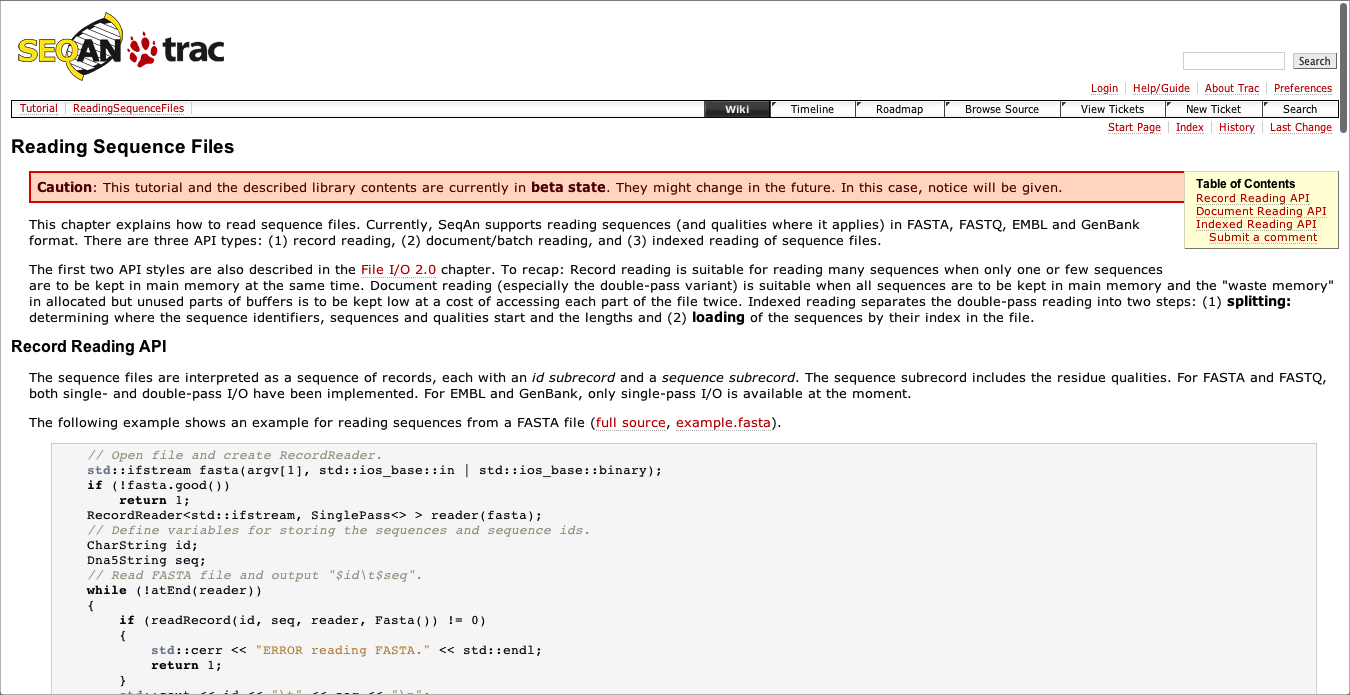 SEQAN trac
Search
Login Help/Guide About Trac Preferences
Tutorial ReadingSequenceFiles Wiki Timeline Roadmap Browse Source View Tickets New Ticket Search
Start Page Index History Last Change
Reading Sequence Files
Caution: This tutorial and the described library contents are currently in beta state. They might change in the future. In this case, notice will be given.
Table of Contents
Record Reading API
Document Reading API
Indexed Reading API
Submit a comment
This chapter explains how to read sequence files. Currently, SeqAn supports reading sequences (and qualities where it applies) in FASTA, FASTQ, EMBL and GenBank
format. There are three API types: (1) record reading, (2) document/batch reading, and (3) indexed reading of sequence files.
The first two API styles are also described in the File I/O 2.0 chapter. To recap: Record reading is suitable for reading many sequences when only one or few sequences
are to be kept in main memory at the same time. Document reading (especially the double-pass variant) is suitable when all sequences are to be kept in main memory and the "waste memory"
in allocated but unused parts of buffers is to be kept low at a cost of accessing each part of the file twice. Indexed reading separates the double-pass reading into two steps: (1) splitting:
determining where the sequence identifiers, sequences and qualities start and the lengths and (2) loading of the sequences by their index in the file.
Record Reading API
The sequence files are interpreted as a sequence of records, each with an id subrecord and a sequence subrecord. The sequence subrecord includes the residue qualities. For FASTA and FASTQ,
both single- and double-pass I/O have been implemented. For EMBL and GenBank, only single-pass I/O is available at the moment.
The following example shows an example for reading sequences from a FASTA file (full source, example.fasta).
// Open file and create RecordReader.
std::ifstream fasta(argv[1], std::ios_base::in | std::ios_base::binary);
if (!fasta.good())
return 1;
RecordReader<std::ifstream, SinglePass<> > reader(fasta);
// Define variables for storing the sequences and sequence ids.
CharString id;
Dna5String seq;
// Read FASTA file and output "$id\t$seq".
while (!atEnd(reader))
{
if (readRecord(id, seq, reader, Fasta()) != 0)
{
std::cerr << "ERROR reading FASTA." << std::endl;
return 1;
}
std::cout << id << "\t" << seq << "\n";